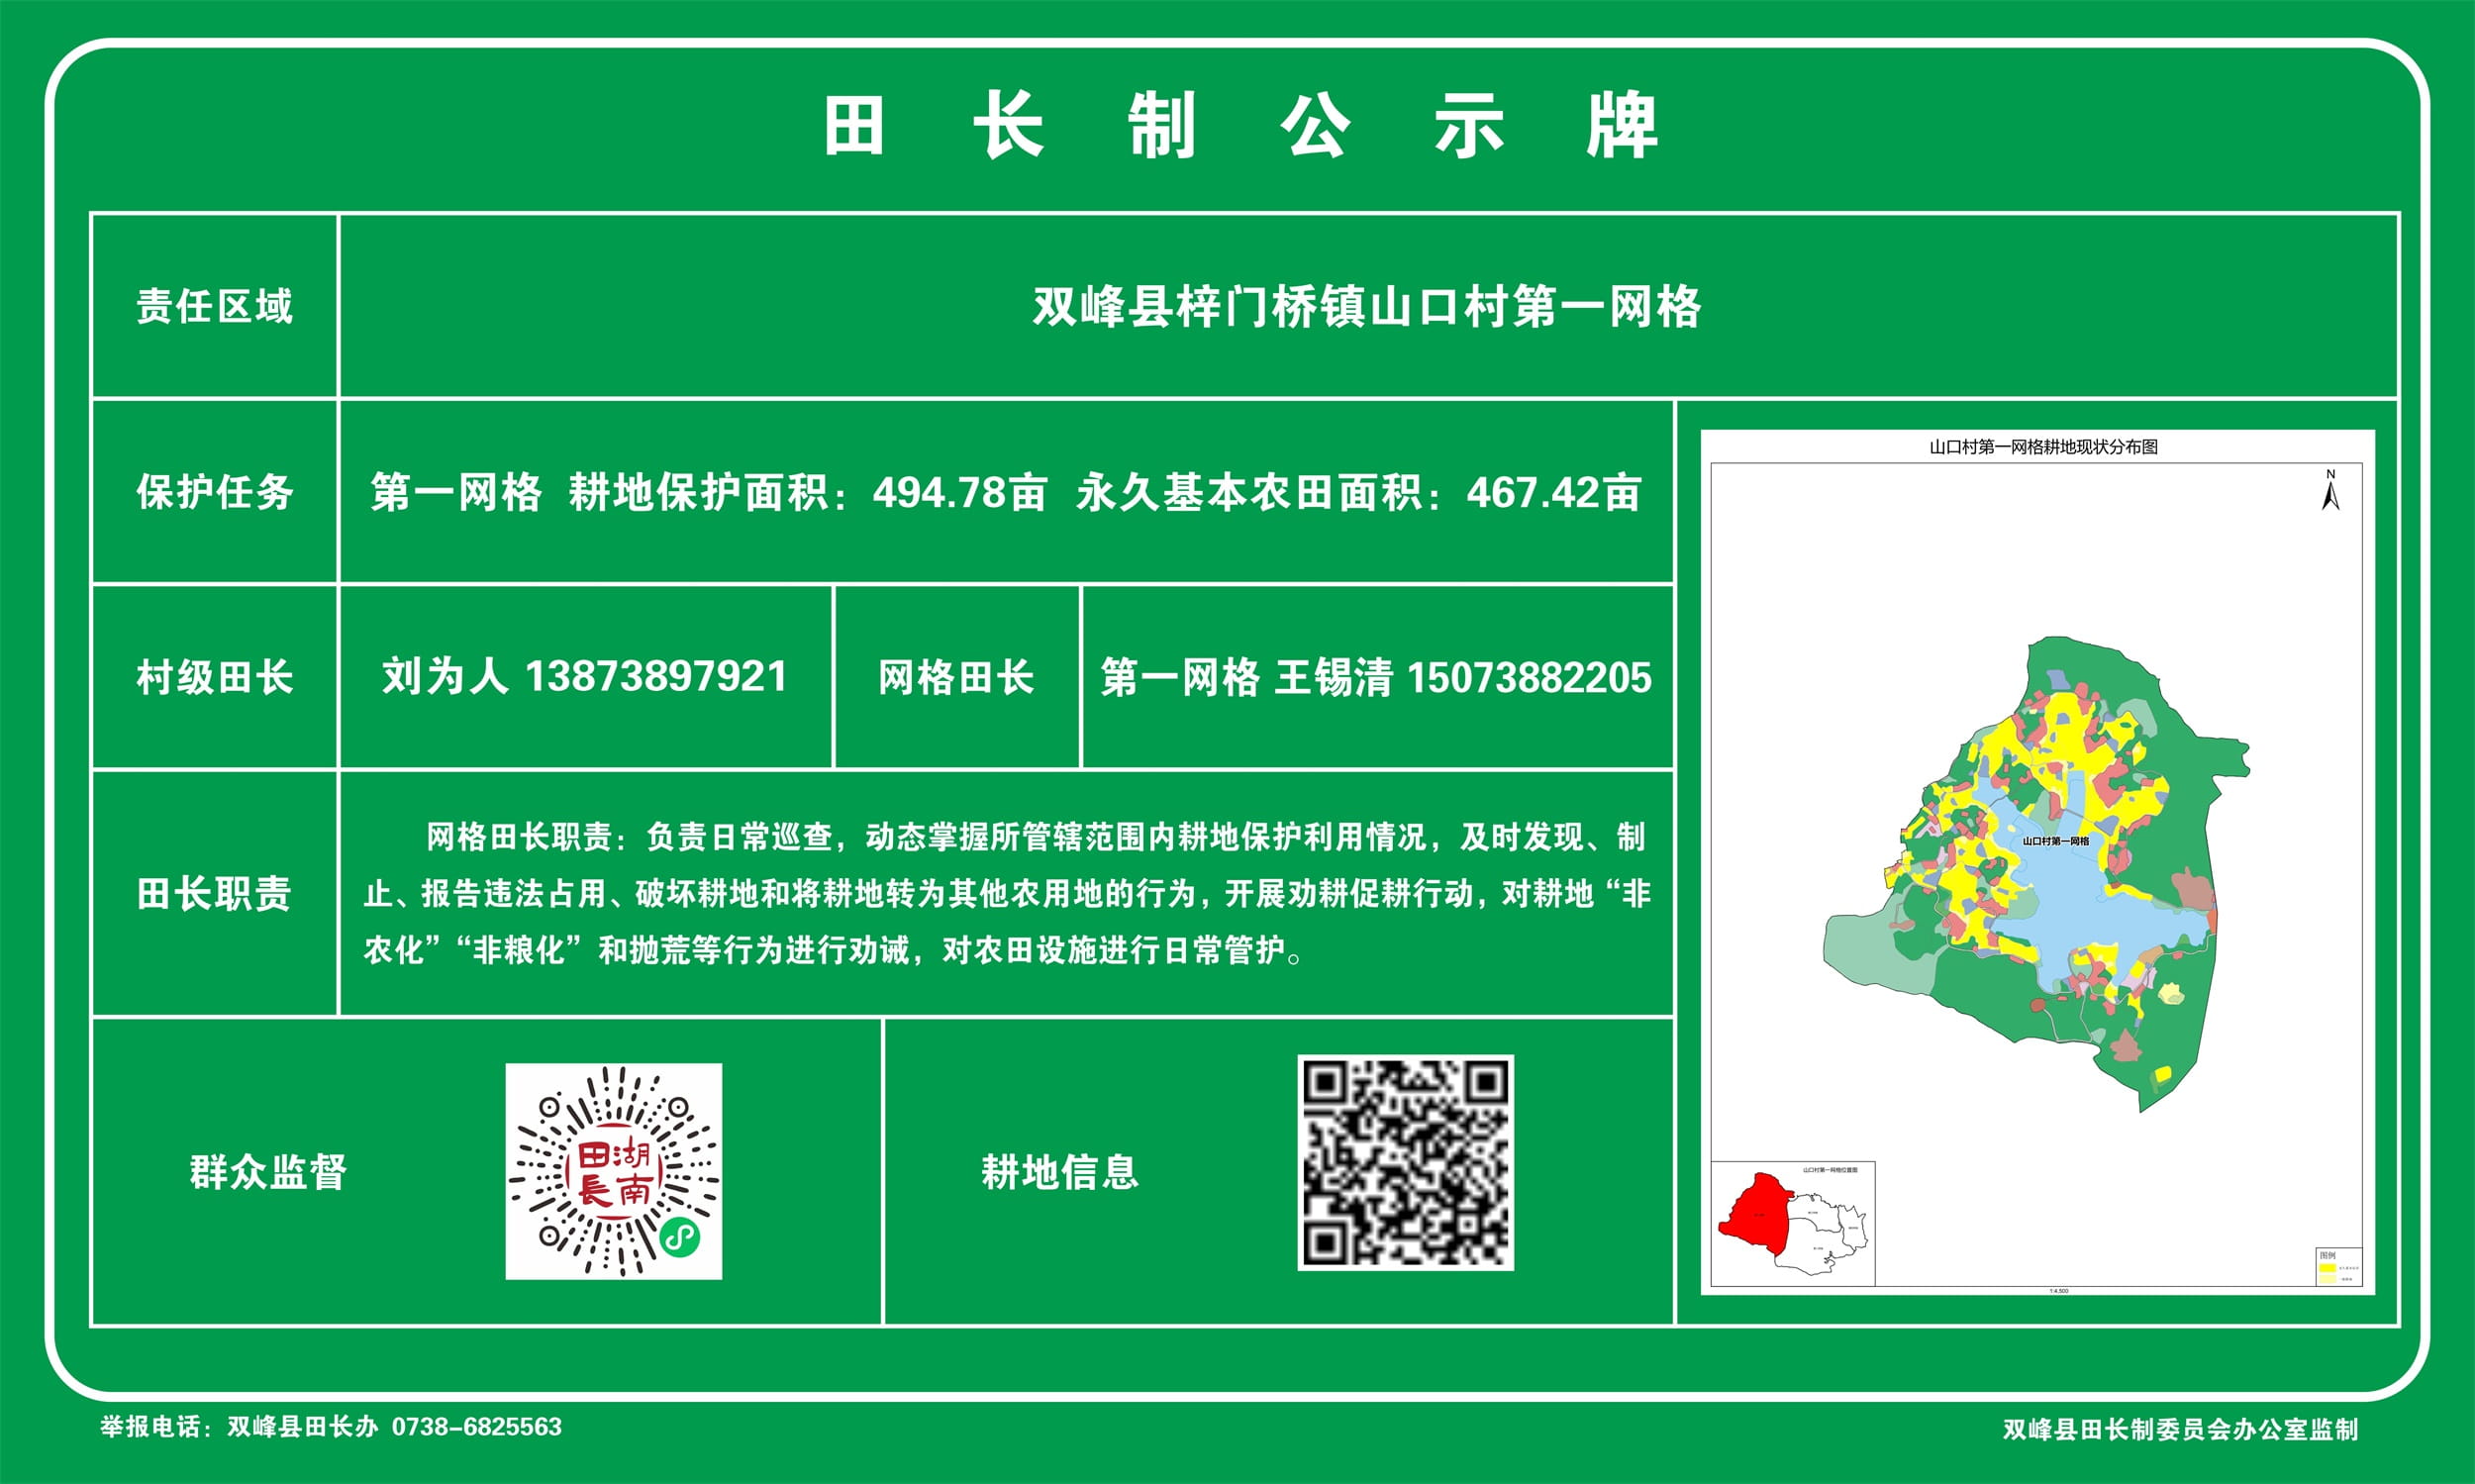 田长制公示牌
责任区域
双峰县梓门桥镇山口村第一网格
保护任务
第一网格 耕地保护面积：494.78亩 永久基本农田面积：467.42亩
村级田长
刘为人 13873897921
网格田长
第一网格 王锡清 15073882205
田长职责
网格田长职责：负责日常巡查，动态掌握所管辖范围内耕地保护利用情况，及时发现、制
止、报告违法占用、破坏耕地和将耕地转为其他农用地的行为，开展劝耕促耕行动，对耕地“非
农化”“非粮化”和抛荒等行为进行劝诫，对农田设施进行日常管护。
群众监督
湖南
田長
耕地信息
山口村第一网格耕地现状分布图
N
山口村第一网格
山口村第一网格位置图
图例
1:4,500
举报电话：双峰县田长办 0738-6825563
双峰县田长制委员会办公室监制